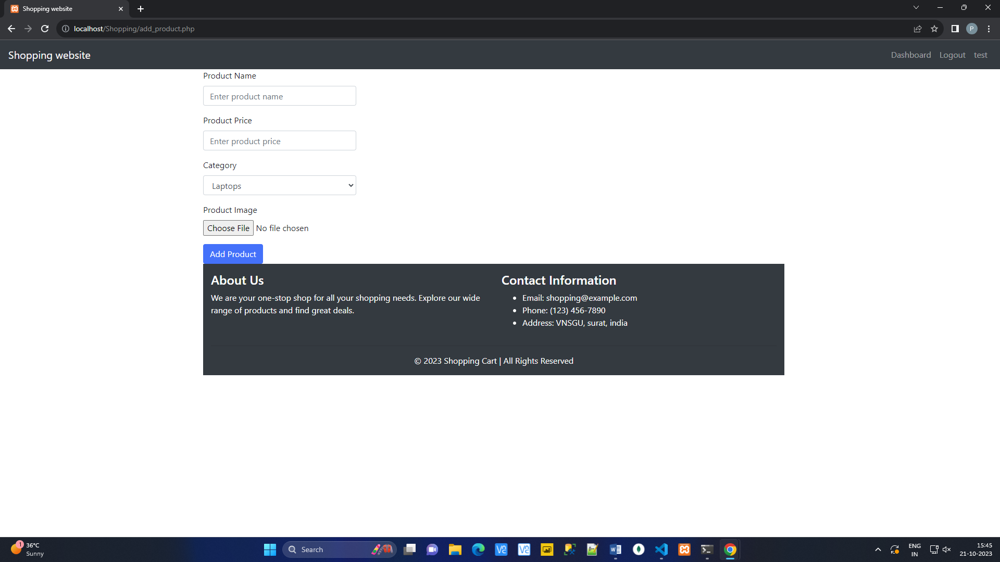 Shopping website
localhost/Shopping/add_product.php
P
Shopping website
Dashboard Logout test
Product Name
Enter product name
Product Price
Enter product price
Category
Laptops
Product Image
Choose File No file chosen
Add Product
About Us
We are your one-stop shop for all your shopping needs. Explore our wide
range of products and find great deals.
Contact Information
Email: shopping@example.com
Phone: (123) 456-7890
Address: VNSGU, surat, india
© 2023 Shopping Cart | All Rights Reserved
1
36°C
Sunny
Search
ENG
IN
15:45
21-10-2023